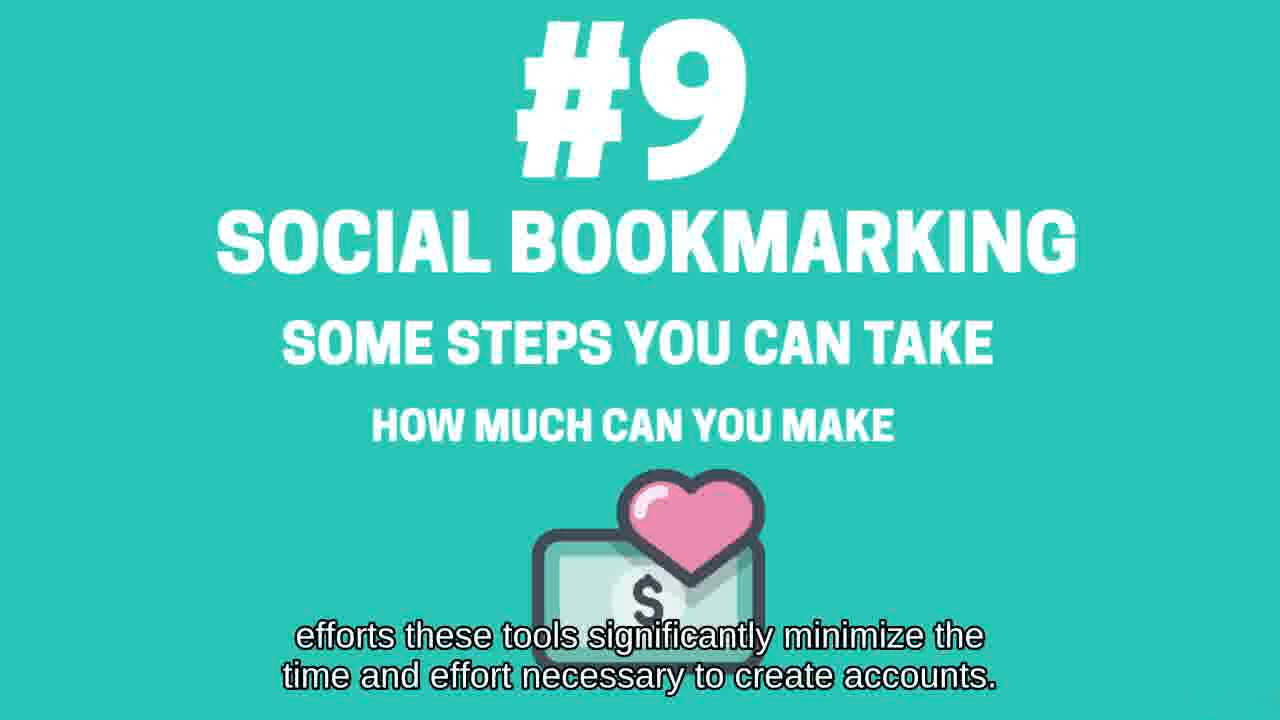 #9
SOCIAL BOOKMARKING
SOME STEPS YOU CAN TAKE
HOW MUCH CAN YOU MAKE
$
efforts these tools significantly minimize the
time and effort necessary to create accounts.